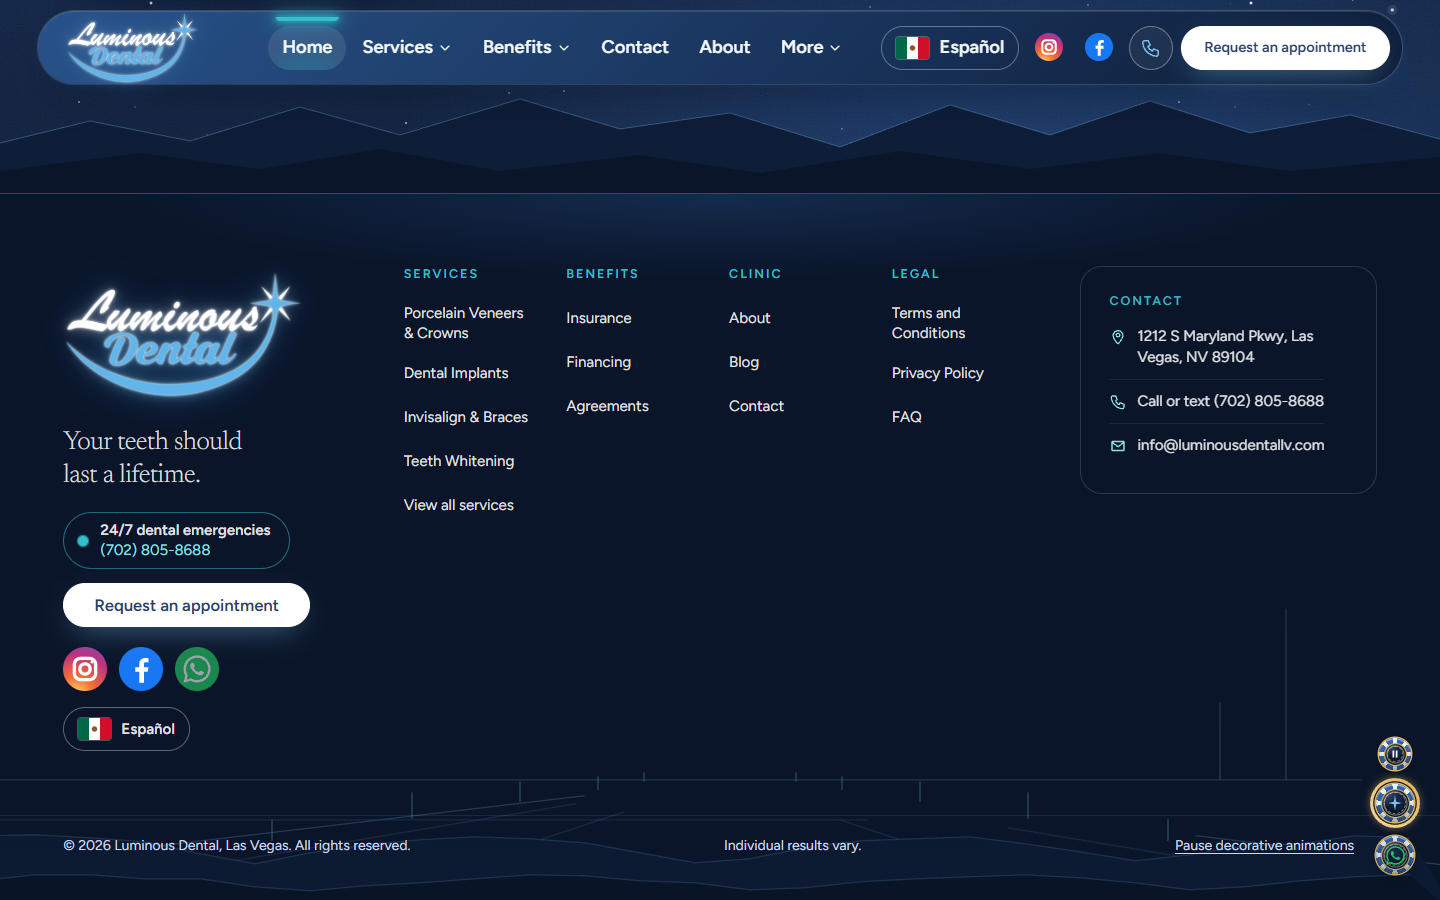 Luminous
Dental
Home
Services
Benefits
Contact
About
More
Español
Request an appointment
Luminous
Dental
Your teeth should
last a lifetime.
24/7 dental emergencies
(702) 805-8688
Request an appointment
Español
SERVICES
Porcelain Veneers
& Crowns
Dental Implants
Invisalign & Braces
Teeth Whitening
View all services
BENEFITS
Insurance
Financing
Agreements
CLINIC
About
Blog
Contact
LEGAL
Terms and
Conditions
Privacy Policy
FAQ
CONTACT
1212 S Maryland Pkwy, Las
Vegas, NV 89104
Call or text (702) 805-8688
info@luminousdentallv.com
© 2026 Luminous Dental, Las Vegas. All rights reserved.
Individual results vary.
Pause decorative animations